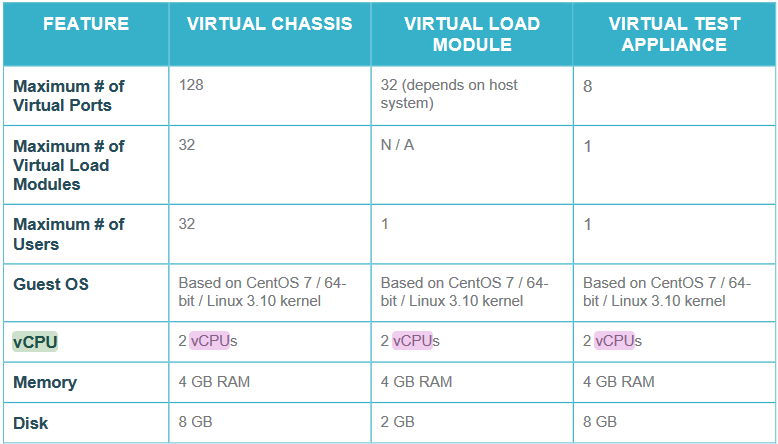 FEATURE
VIRTUAL CHASSIS
VIRTUAL LOAD
MODULE
VIRTUAL TEST
APPLIANCE
Maximum # of
Virtual Ports
128
32 (depends on host
system)
8
Maximum # of
Virtual Load
Modules
32
N / A
1
Maximum # of
Users
32
1
1
Guest OS
Based on CentOS 7 / 64-
bit / Linux 3.10 kernel
Based on CentOS 7 / 64-
bit / Linux 3.10 kernel
Based on CentOS 7 / 64-
bit / Linux 3.10 kernel
vCPU
2 vCPUs
2 vCPUs
2 vCPUs
Memory
4 GB RAM
4 GB RAM
4 GB RAM
Disk
8 GB
2 GB
8 GB